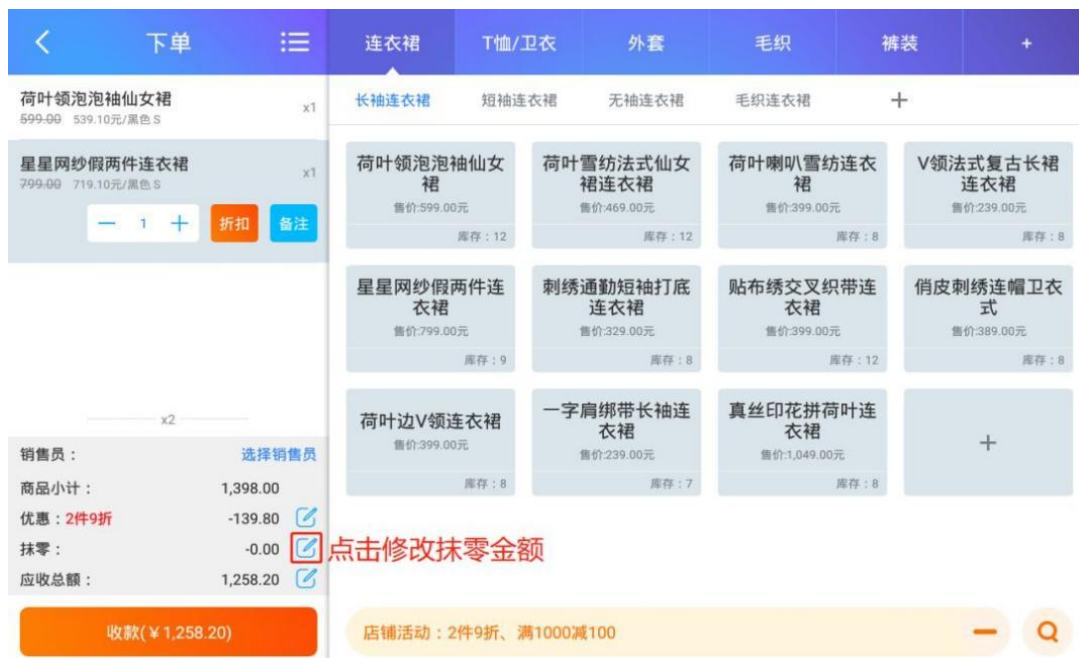 下单
荷叶领泡泡袖仙女裙
x1
599.00 539.10元/黑色 S
星星网纱假两件连衣裙
x1
799.00 719.10元/黑色 S
1
折扣
备注
x2
销售员：
选择销售员
商品小计：
1,398.00
优惠：2件9折
-139.80
抹零：
-0.00
点击修改抹零金额
应收总额：
1,258.20
收款(￥1,258.20)
连衣裙 T恤/卫衣 外套 毛织 裤装 +
长袖连衣裙 短袖连衣裙 无袖连衣裙 毛织连衣裙 +
荷叶领泡泡袖仙女
裙
售价:599.00元
库存：12
荷叶雪纺法式仙女
裙连衣裙
售价:469.00元
库存：12
荷叶喇叭雪纺连衣
裙
售价:399.00元
库存：8
V领法式复古长裙
连衣裙
售价:239.00元
库存：8
星星网纱假两件连
衣裙
售价:799.00元
库存：9
刺绣通勤短袖打底
连衣裙
售价:329.00元
库存：8
贴布绣交叉织带连
衣裙
售价:399.00元
库存：12
俏皮刺绣连帽卫衣
式
售价:389.00元
库存：8
荷叶边V领连衣裙
售价:399.00元
库存：8
一字肩绑带长袖连
衣裙
售价:239.00元
库存：7
真丝印花拼荷叶连
衣裙
售价:1,049.00元
库存：8
店铺活动：2件9折、满1000减100